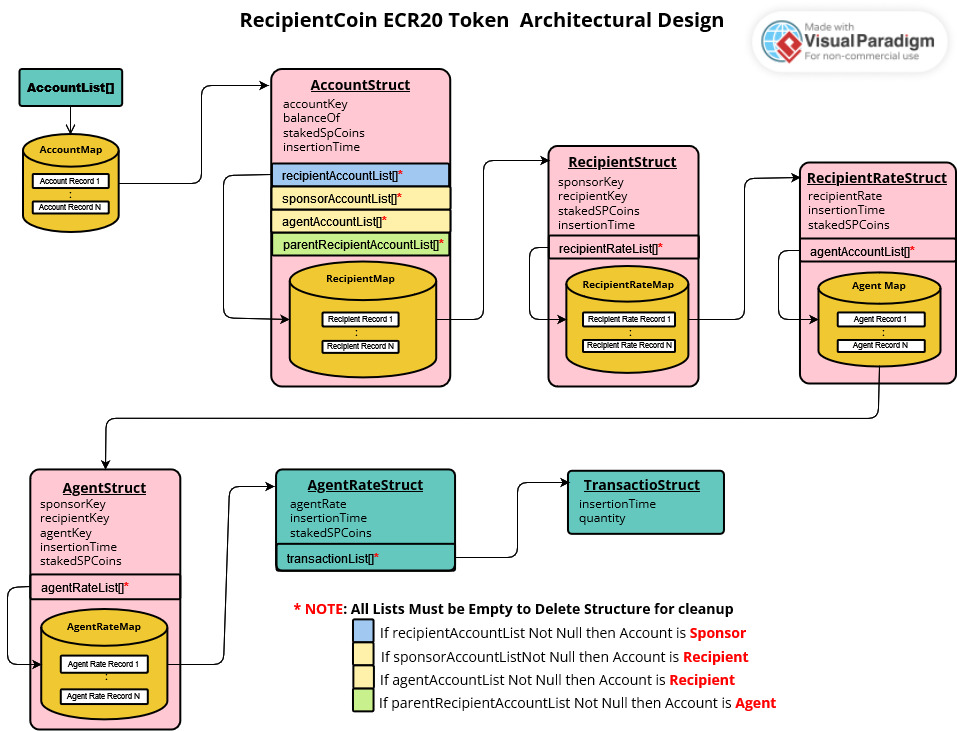 RecipientCoin ECR20 Token  Architectural Design
Made with
VisualParadigm
For non-commercial use
AccountList[]
AccountMap
Account Record 1
:
Account Record N
AccountStruct
accountKey
balanceOf
stakedSpCoins
insertionTime
recipientAccountList[]*
sponsorAccountList[]*
agentAccountList[]*
parentRecipientAccountList[]*
RecipientMap
Recipient Record 1
:
Recipient Record N
RecipientStruct
sponsorKey
recipientKey
stakedSPCoins
insertionTime
recipientRateList[]*
RecipientRateMap
Recipient Rate Record 1
:
Recipient Rate Record N
RecipientRateStruct
recipientRate
insertionTime
stakedSPCoins
agentAccountList[]*
Agent Map
Agent Record 1
:
Agent Record N
AgentStruct
sponsorKey
recipientKey
agentKey
insertionTime
stakedSPCoins
agentRateList[]*
AgentRateMap
Agent Rate Record 1
:
Agent Rate Record N
AgentRateStruct
agentRate
insertionTime
stakedSPCoins
transactionList[]*
TransactioStruct
insertionTime
quantity
* NOTE: All Lists Must be Empty to Delete Structure for cleanup
If recipientAccountList Not Null then Account is Sponsor
If sponsorAccountListNot Null then Account is Recipient
If agentAccountList Not Null then Account is Recipient
If parentRecipientAccountList Not Null then Account is Agent